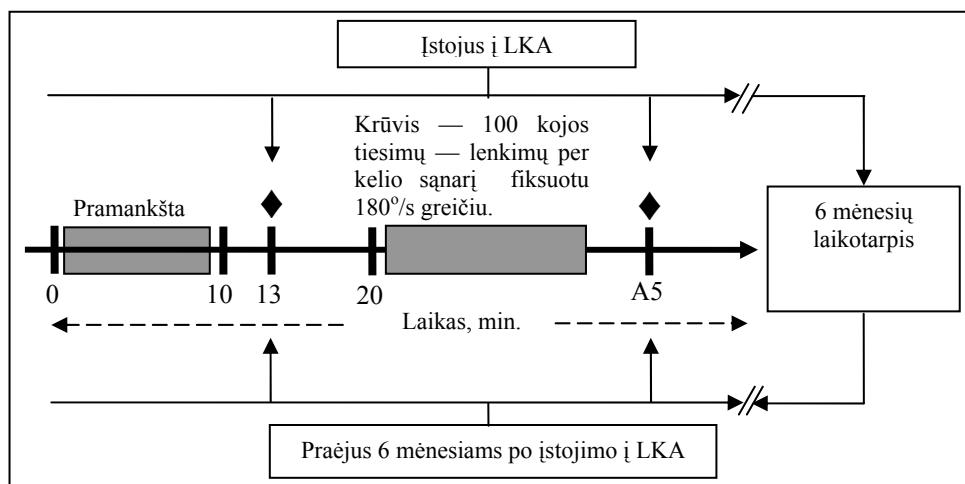 Įstojus į LKA
Krūvis — 100 kojos
tiesimų — lenkimų per
kelio sąnarį fiksuotu
180°/s greičiu.
Pramankšta
6 mėnesių
laikotarpis
0
10
13
20
A5
Laikas, min.
Praėjus 6 mėnesiams po įstojimo į LKA